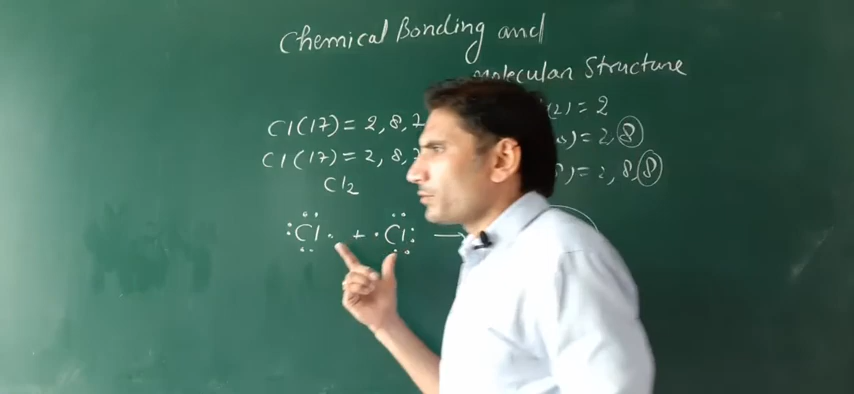 Chemical Bonding and
Molecular Structure
Cl(17) = 2, 8, 7
(2) = 2
Cl(17) = 2, 8, 7
) = 2, 8
Cl2
) = 2, 8, 8
:Cl· + ·Cl: →